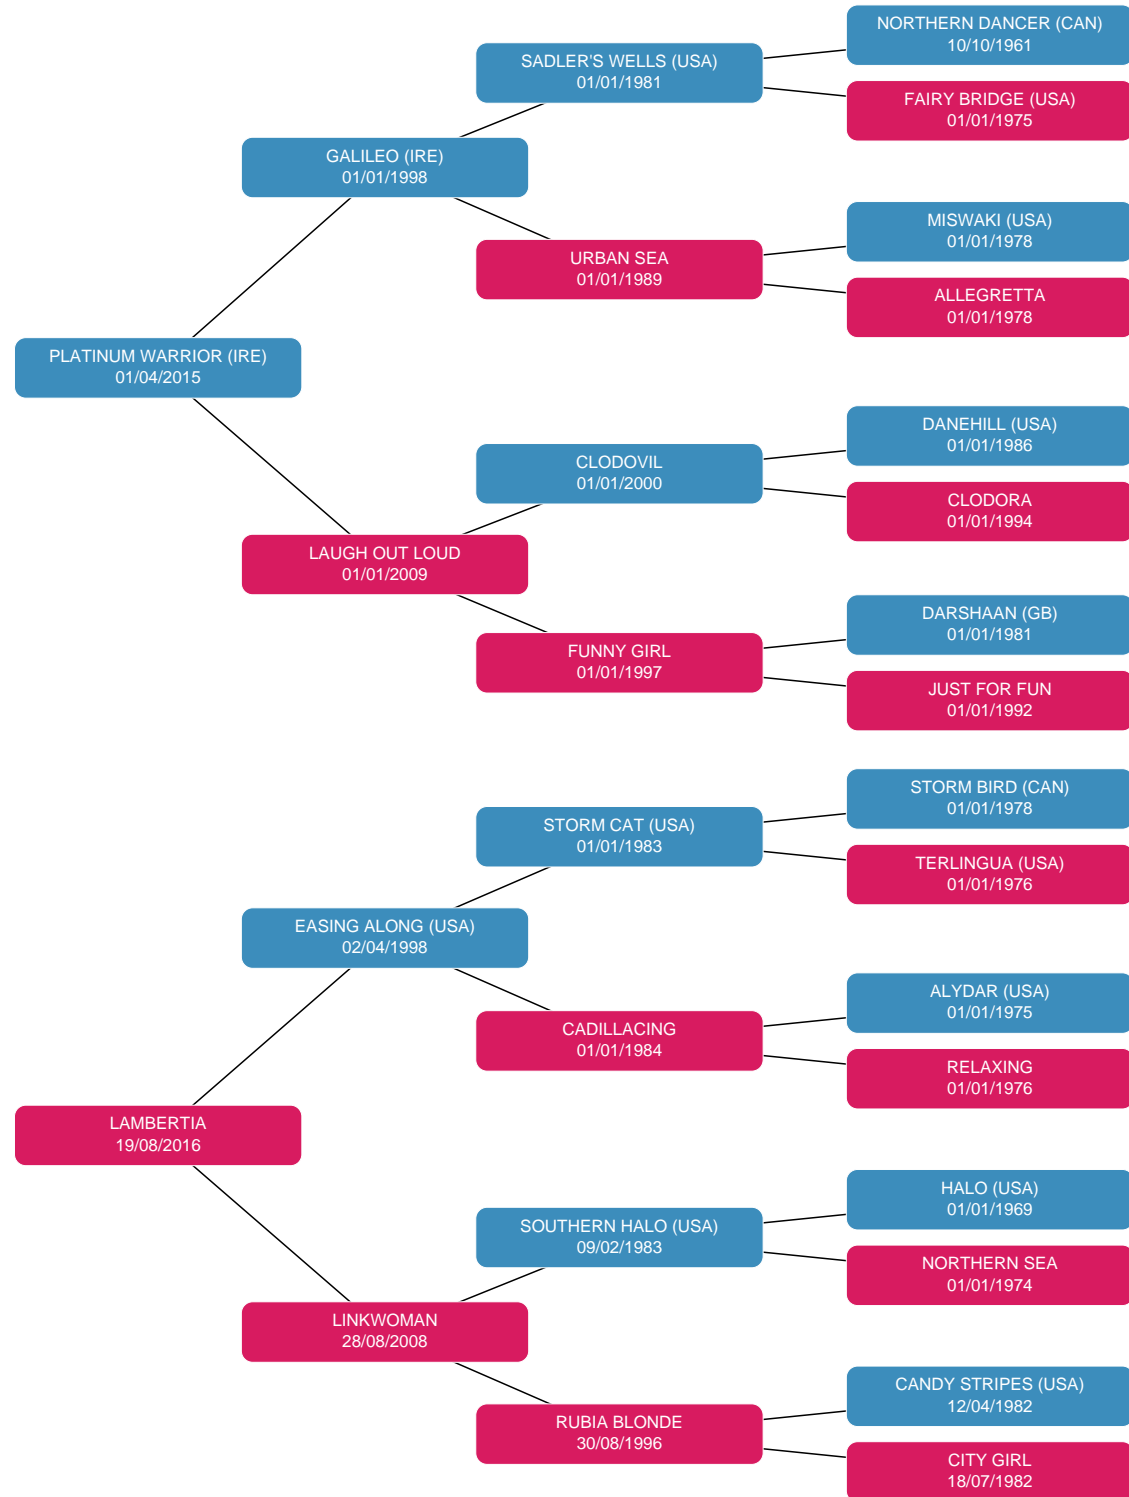 NORTHERN DANCER (CAN)
10/10/1961
SADLER'S WELLS (USA)
01/01/1981
FAIRY BRIDGE (USA)
01/01/1975
GALILEO (IRE)
01/01/1998
MISWAKI (USA)
01/01/1978
URBAN SEA
01/01/1989
ALLEGRETTA
01/01/1978
PLATINUM WARRIOR (IRE)
01/04/2015
DANEHILL (USA)
01/01/1986
CLODOVIL
01/01/2000
CLODORA
01/01/1994
LAUGH OUT LOUD
01/01/2009
DARSHAAN (GB)
01/01/1981
FUNNY GIRL
01/01/1997
JUST FOR FUN
01/01/1992
STORM BIRD (CAN)
01/01/1978
STORM CAT (USA)
01/01/1983
TERLINGUA (USA)
01/01/1976
EASING ALONG (USA)
02/04/1998
ALYDAR (USA)
01/01/1975
CADILLACING
01/01/1984
RELAXING
01/01/1976
LAMBERTIA
19/08/2016
HALO (USA)
01/01/1969
SOUTHERN HALO (USA)
09/02/1983
NORTHERN SEA
01/01/1974
LINKWOMAN
28/08/2008
CANDY STRIPES (USA)
12/04/1982
RUBIA BLONDE
30/08/1996
CITY GIRL
18/07/1982